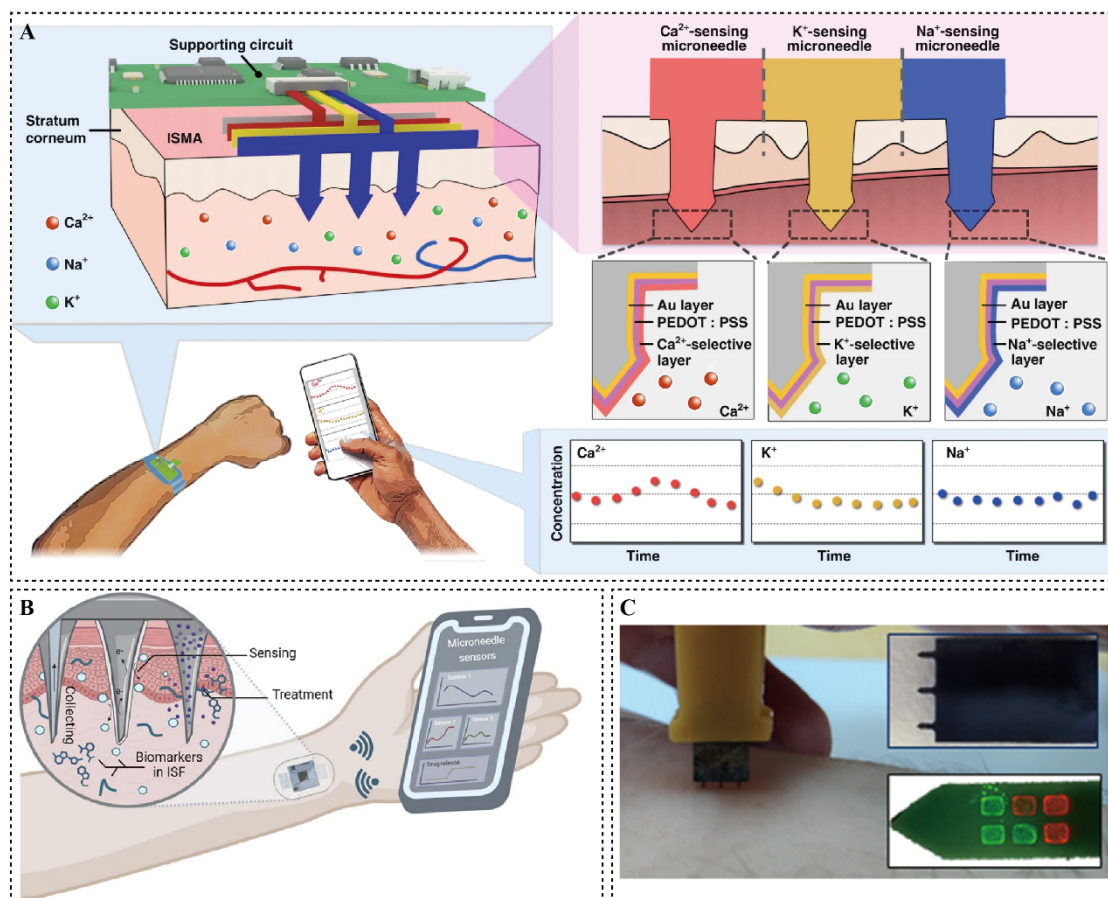 A
Supporting circuit
Stratum
corneum
ISMA
Ca²⁺
Na⁺
K⁺
Ca²⁺-sensing
microneedle
K⁺-sensing
microneedle
Na⁺-sensing
microneedle
Au layer
PEDOT : PSS
Ca²⁺-selective
layer
Ca²⁺
Au layer
PEDOT : PSS
K⁺-selective
layer
K⁺
Au layer
PEDOT : PSS
Na⁺-selective
layer
Na⁺
Ca²⁺
Concentration
Ca²⁺
Time
K⁺
Time
Na⁺
Time
B
Sensing
Treatment
Collecting
Biomarkers
in ISF
e⁻
e⁻
Microneedle
sensors
Sensor 1
Sensor 2
Drug release
C